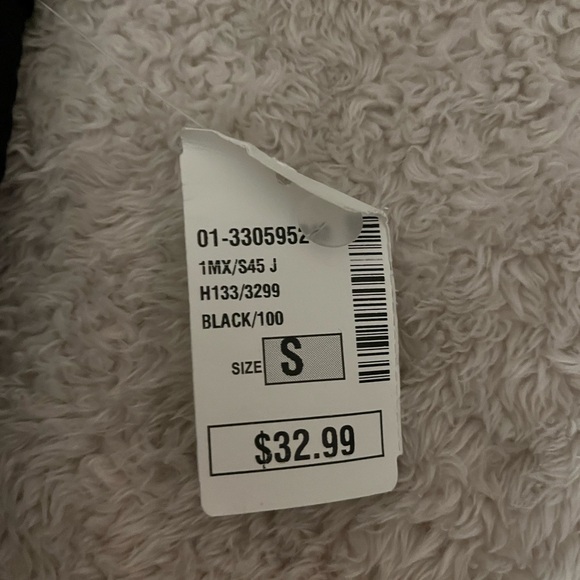 01-3305952
1MX/S45 J
H133/3299
BLACK/100
SIZE S
$32.99